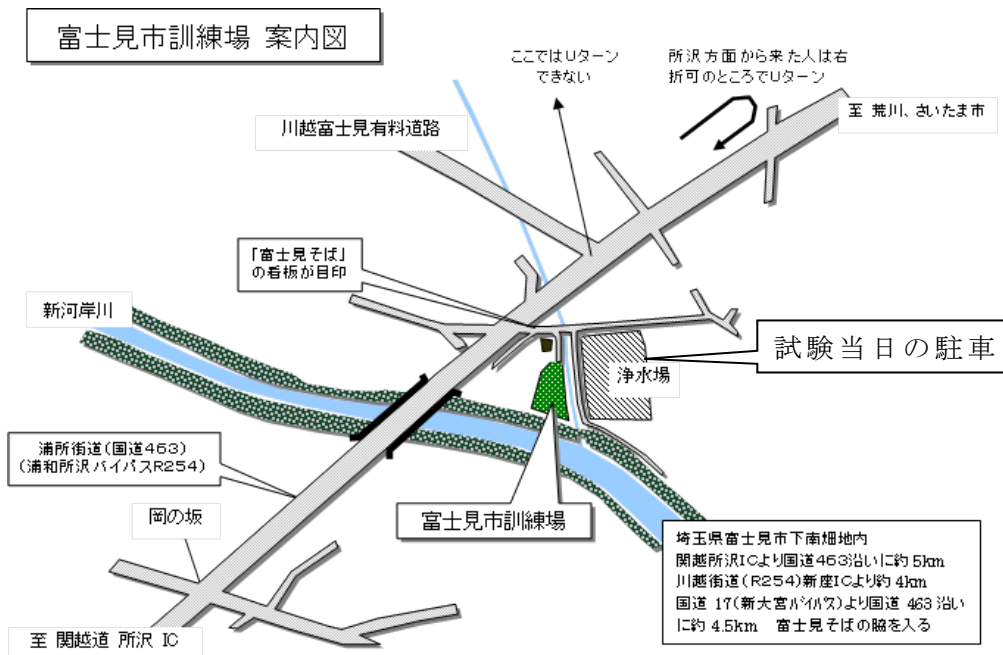 富士見市訓練場 案内図
ここではUターン
できない
所沢方面から来た人は右
折可のところでUターン
川越富士見有料道路
至 荒川、さいたま市
「富士見そば」
の看板が目印
新河岸川
試験当日の駐車
浄水場
浦所街道(国道463)
(浦和所沢バイパスR254)
岡の坂
富士見市訓練場
埼玉県富士見市下南畑地内
関越所沢ICより国道463沿いに約5km
川越街道(R254)新座ICより約4km
国道17(新大宮バイパス)より国道463沿い
に約4.5km 富士見そばの脇を入る
至 関越道 所沢 IC